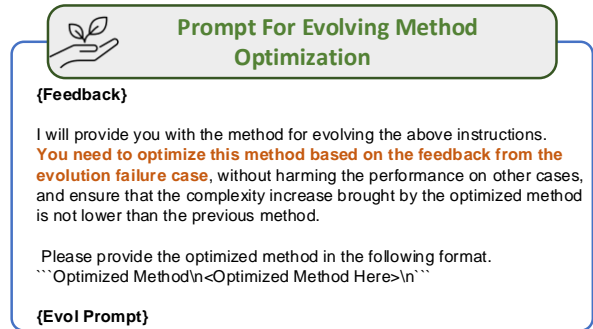 Prompt For Evolving Method
Optimization
{Feedback}
I will provide you with the method for evolving the above instructions.
You need to optimize this method based on the feedback from the
evolution failure case, without harming the performance on other cases,
and ensure that the complexity increase brought by the optimized method
is not lower than the previous method.
Please provide the optimized method in the following format.
```Optimized Method\n<Optimized Method Here>\n```
{Evol Prompt}